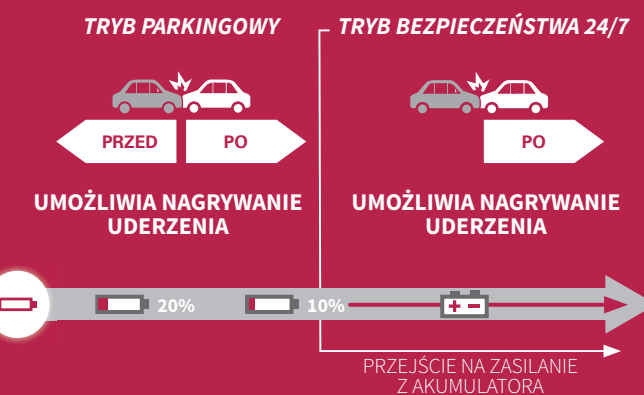 TRYB PARKINGOWY
PRZED
PO
UMOŻLIWIA NAGRYWANIE
UDERZENIA
TRYB BEZPIECZEŃSTWA 24/7
PO
UMOŻLIWIA NAGRYWANIE
UDERZENIA
20%
10%
+ -
PRZEJŚCIE NA ZASILANIE
Z AKUMULATORA